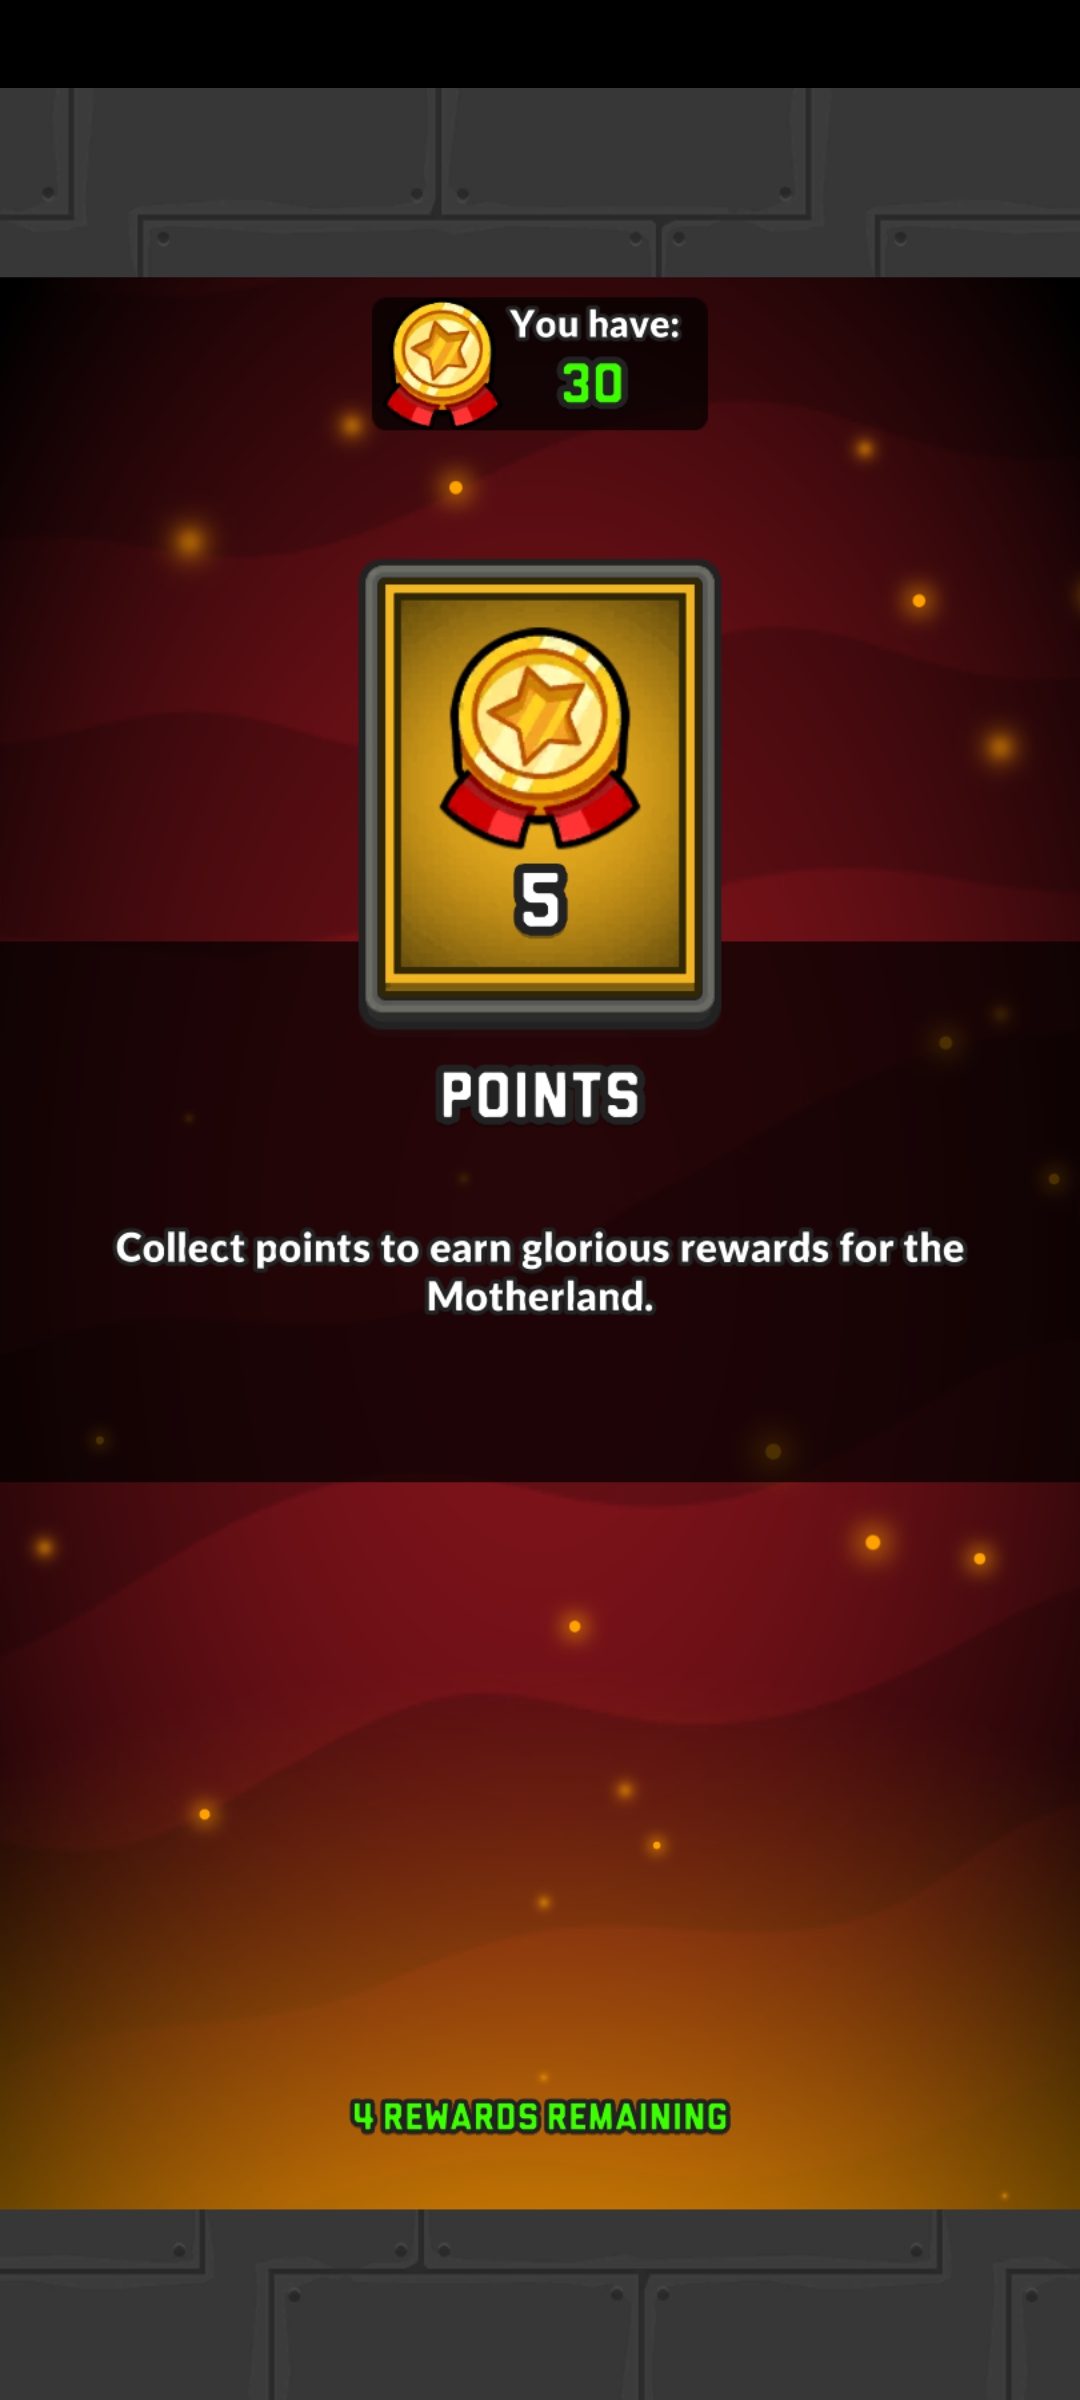 You have:
30
5
POINTS
Collect points to earn glorious rewards for the
Motherland.
4 REWARDS REMAINING